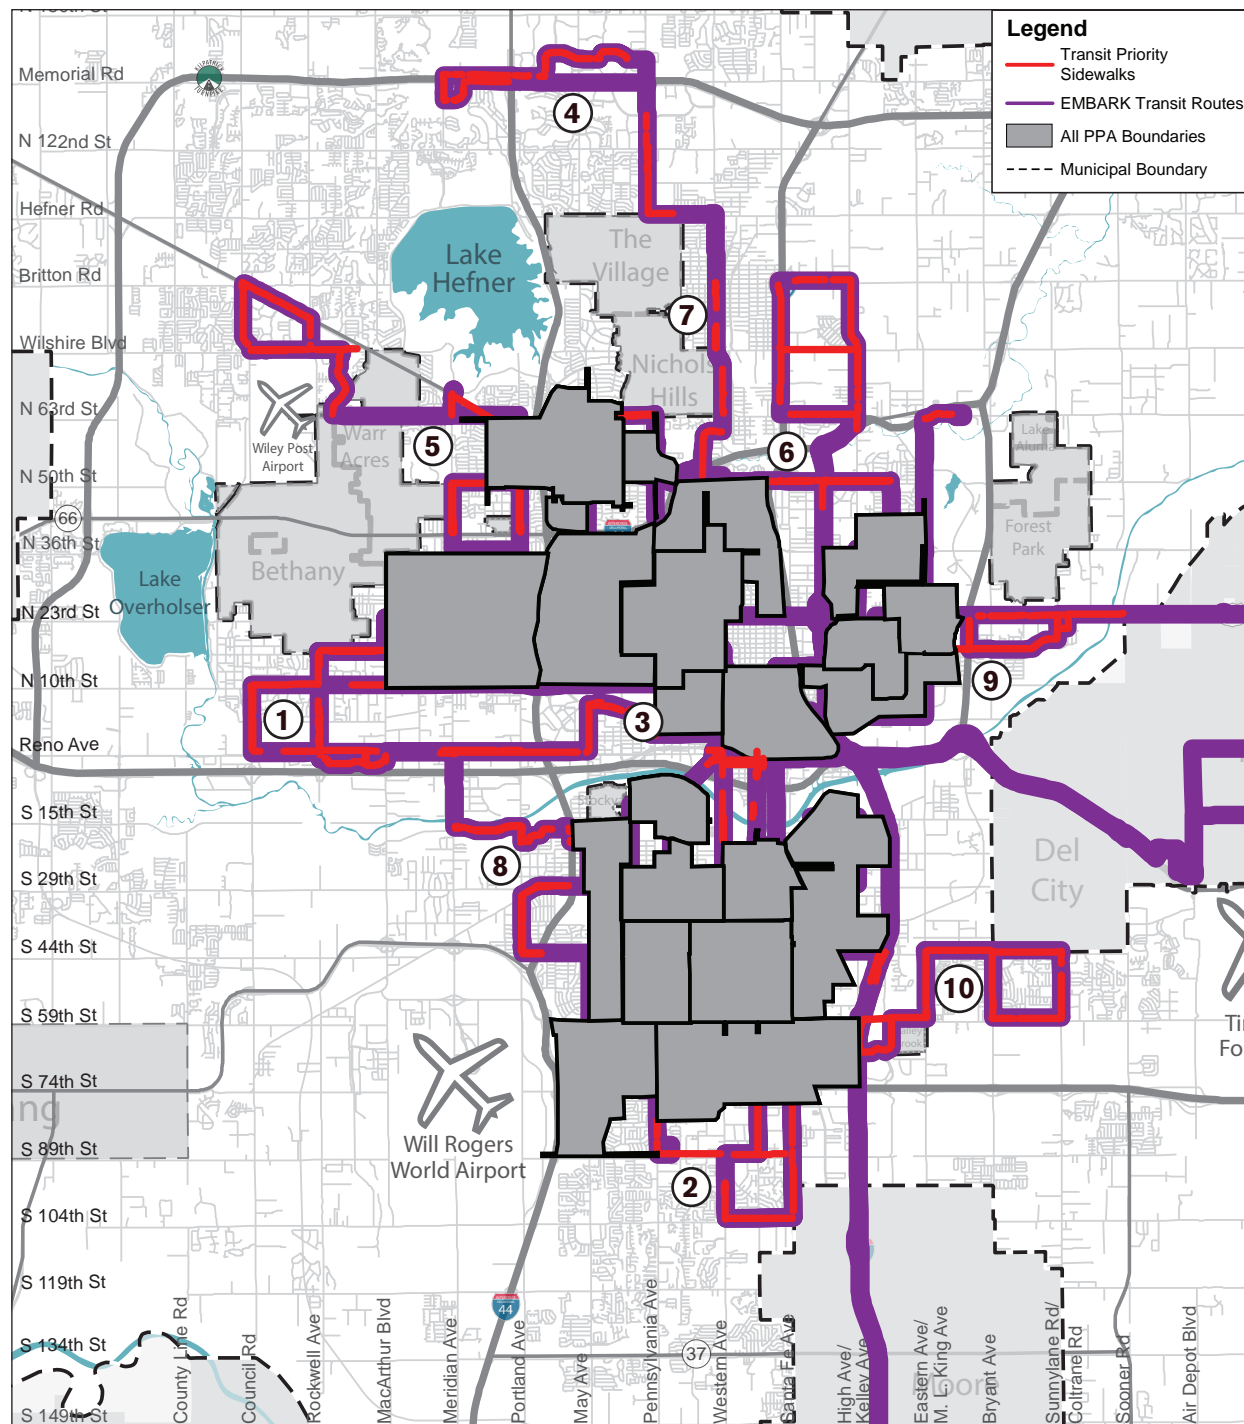 Legend
Transit Priority
Sidewalks
EMBARK Transit Routes
All PPA Boundaries
Municipal Boundary
Memorial Rd
N 122nd St
Hefner Rd
Britton Rd
Wilshire Blvd
N 63rd St
N 50th St
N 36th St
N 23rd St
N 10th St
Reno Ave
S 15th St
S 29th St
S 44th St
S 59th St
S 74th St
S 89th St
S 104th St
S 119th St
S 134th St
S 149th St
KILPATRICK
TURNPIKE
4
Lake
Hefner
The
Village
7
Nichols
Hills
Wiley Post
Airport
Warr
Acres
5
6
Lake
Aluma
66
Forest
Park
Bethany
Lake
Overholser
1
3
9
8
Del
City
10
Will Rogers
World Airport
2
ng
44
37
Moore
County Line Rd
Council Rd
Rockwell Ave
MacArthur Blvd
Meridian Ave
Portland Ave
May Ave
Pennsylvania Ave
Western Ave
Santa Fe Ave
High Ave/
Kelley Ave
Eastern Ave/
M. L. King Ave
Bryant Ave
Sunnylane Rd/
Coltrane Rd
Sooner Rd
Air Depot Blvd